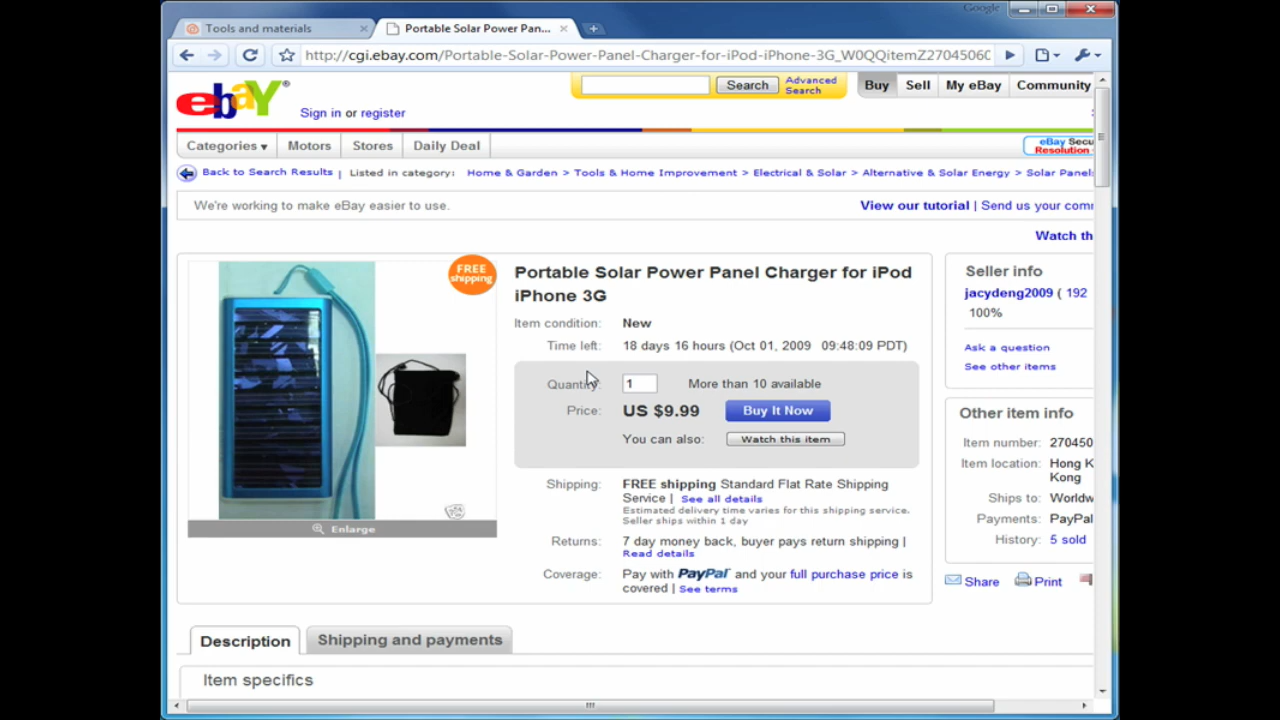 Google
Tools and materials
Portable Solar Power Pan...
http://cgi.ebay.com/Portable-Solar-Power-Panel-Charger-for-iPod-iPhone-3G_W0QQitemZ27045060
ebay®
Sign in or register
Search
Advanced Search
Buy
Sell
My eBay
Community
Categories
Motors
Stores
Daily Deal
eBay Secu
Resolution
Back to Search Results
Listed in category:
Home & Garden > Tools & Home Improvement > Electrical & Solar > Alternative & Solar Energy > Solar Panels
We're working to make eBay easier to use.
View our tutorial | Send us your comm
Watch th
FREE
shipping
Enlarge
Portable Solar Power Panel Charger for iPod
iPhone 3G
Item condition: New
Time left: 18 days 16 hours (Oct 01, 2009 09:48:09 PDT)
Quantity: 1 More than 10 available
Price: US $9.99 Buy It Now
You can also: Watch this item
Shipping: FREE shipping Standard Flat Rate Shipping
Service | See all details
Estimated delivery time varies for this shipping service.
Seller ships within 1 day
Returns: 7 day money back, buyer pays return shipping |
Read details
Coverage: Pay with PayPal and your full purchase price is
covered | See terms
Seller info
jacydeng2009 ( 192
100%
Ask a question
See other items
Other item info
Item number: 270450
Item location: Hong K
Kong
Ships to: Worldw
Payments: PayPal
History: 5 sold
Share
Print
Description
Shipping and payments
Item specifics